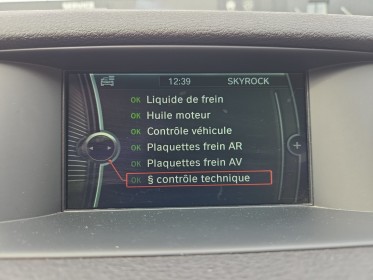 12:39 SKYROCK
OK Liquide de frein
OK Huile moteur
OK Contrôle véhicule
OK Plaquettes frein AR
OK Plaquettes frein AV
OK § contrôle technique